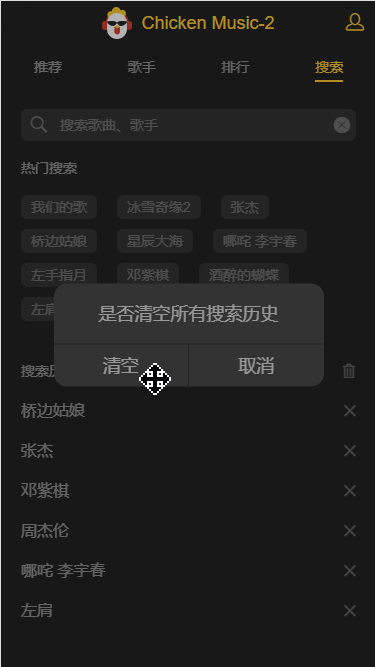 Chicken Music-2
推荐 歌手 排行 搜索
搜索歌曲、歌手
热门搜索
我们的歌 冰雪奇缘2 张杰
桥边姑娘 星辰大海 哪咤 李宇春
左手指月 邓紫棋 酒醉的蝴蝶
左肩
是否清空所有搜索历史
清空 取消
搜索历
桥边姑娘
张杰
邓紫棋
周杰伦
哪咤 李宇春
左肩